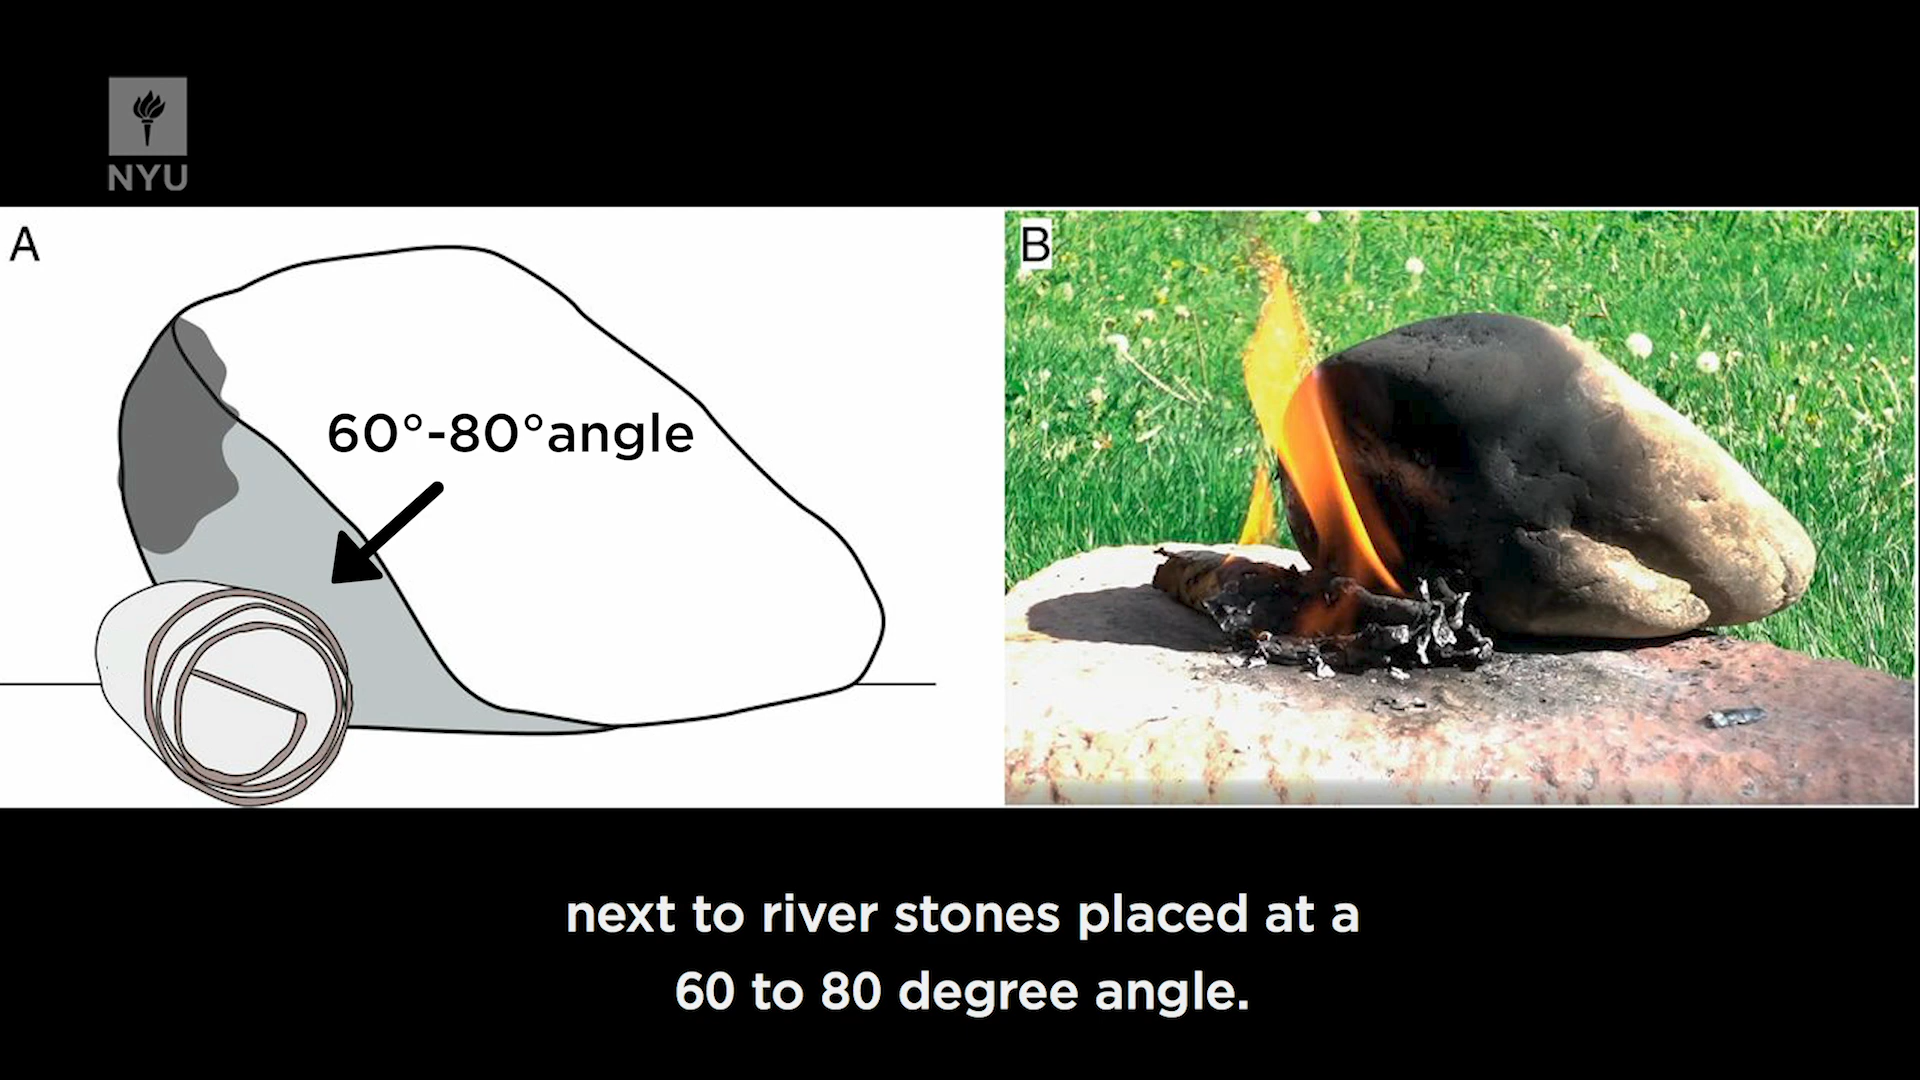 NYU
A
60°-80°angle
B
next to river stones placed at a
60 to 80 degree angle.